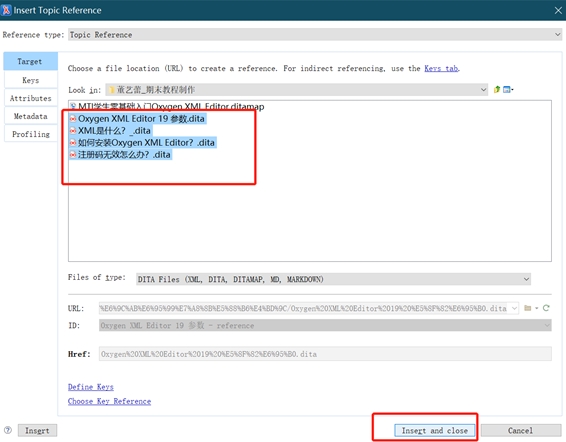 Insert Topic Reference
Reference type: Topic Reference
Target
Keys
Attributes
Metadata
Profiling
Choose a file location (URL) to create a reference. For indirect referencing, use the Keys tab.
Look in: 董艺蕾_期末教程制作
MTI学生零基础入门Oxygen XML Editor.ditamap
Oxygen XML Editor 19 参数.dita
XML是什么？_.dita
如何安装Oxygen XML Editor？.dita
注册码无效怎么办？.dita
Files of type: DITA Files (XML, DITA, DITAMAP, MD, MARKDOWN)
URL: %E6%9C%AB%E6%95%99%E7%A8%8B%E5%88%B6%E4%BD%9C/Oxygen%20XML%20Editor%2019%20%E5%8F%82%E6%95%B0.dita
ID: Oxygen XML Editor 19 参数 - reference
Href: Oxygen%20XML%20Editor%2019%20%E5%8F%82%E6%95%B0.dita
Define Keys
Choose Key Reference
Insert
Insert and close
Cancel